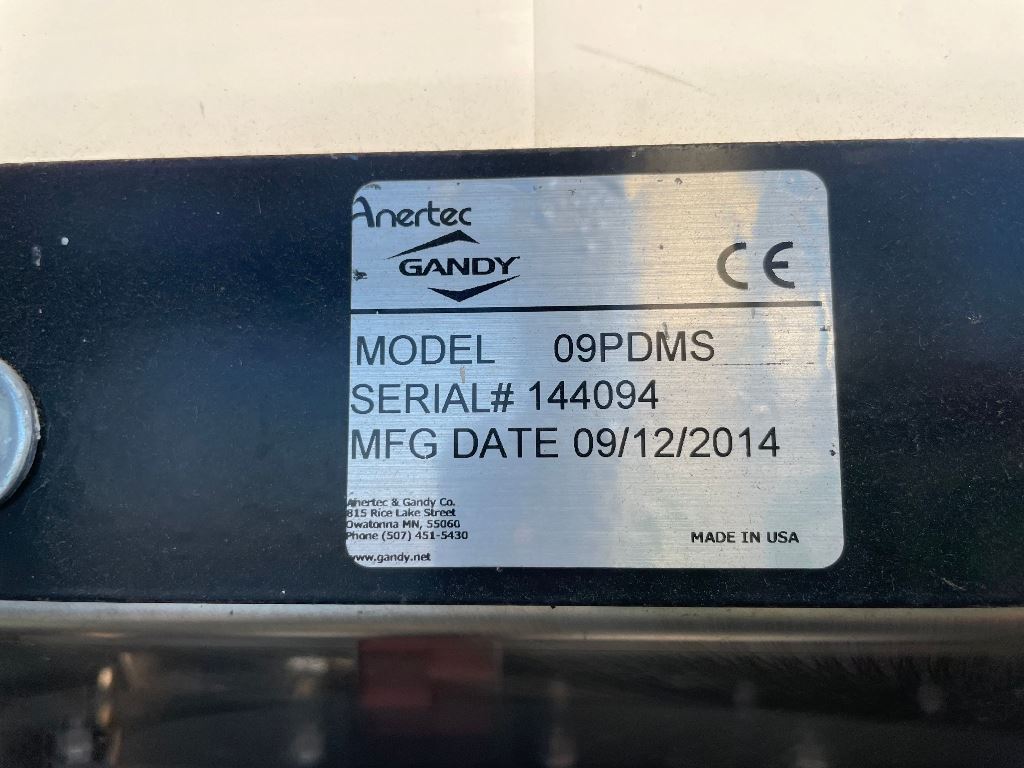 Anertec
GANDY
CE
MODEL 09PDMS
SERIAL# 144094
MFG DATE 09/12/2014
Anertec & Gandy Co.
815 Rice Lake Street
Owatonna MN, 55060
Phone (507) 451-5430
MADE IN USA
www.gandy.net